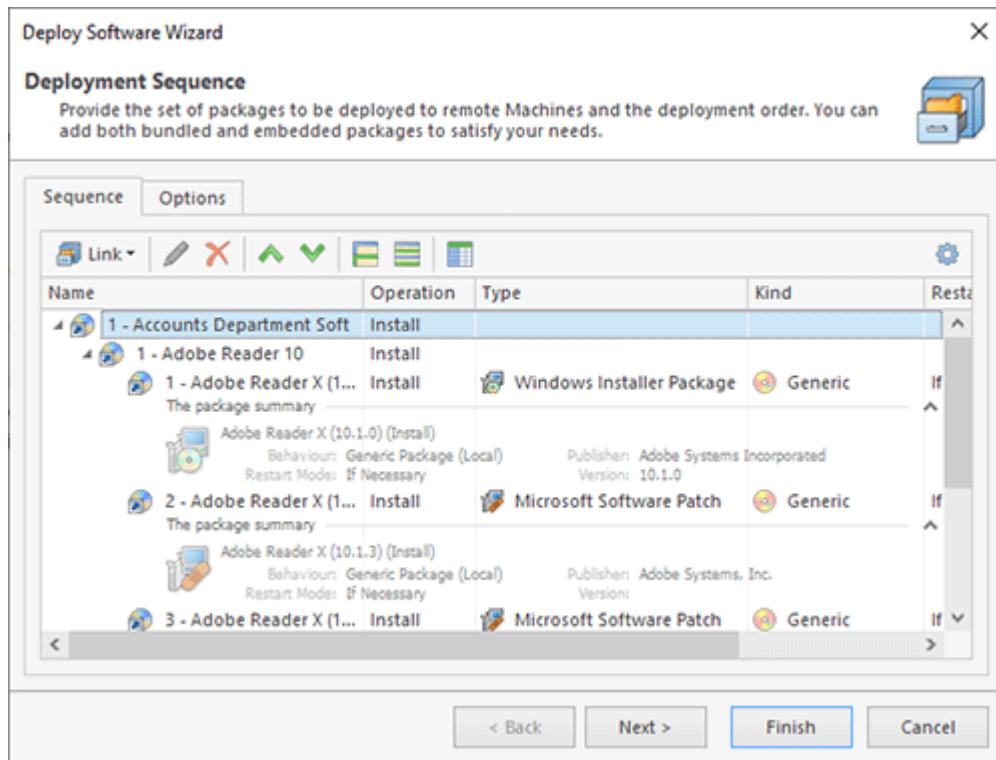 Deploy Software Wizard
Deployment Sequence
Provide the set of packages to be deployed to remote Machines and the deployment order. You can
add both bundled and embedded packages to satisfy your needs.
Sequence Options
Link
Name Operation Type Kind Resta
1 - Accounts Department Soft Install
1 - Adobe Reader 10 Install
1 - Adobe Reader X (1... Install Windows Installer Package Generic If
The package summary
Adobe Reader X (10.1.0) (Install)
Behaviour: Generic Package (Local) Publisher: Adobe Systems Incorporated
Restart Mode: If Necessary Version: 10.1.0
2 - Adobe Reader X (1... Install Microsoft Software Patch Generic If
The package summary
Adobe Reader X (10.1.3) (Install)
Behaviour: Generic Package (Local) Publisher: Adobe Systems, Inc.
Restart Mode: If Necessary Version:
3 - Adobe Reader X (1... Install Microsoft Software Patch Generic If
< Back Next > Finish Cancel